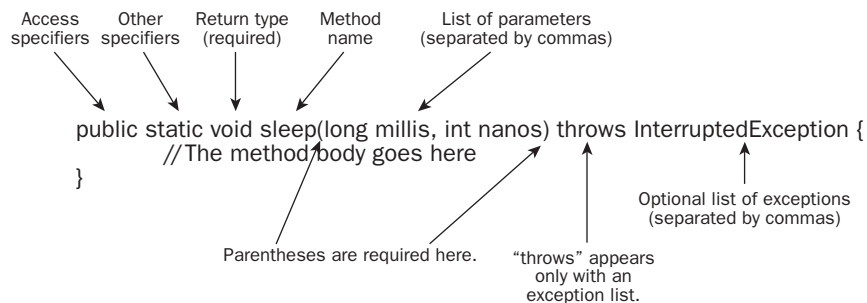 Access specifiers
Other specifiers
Return type (required)
Method name
List of parameters (separated by commas)
public static void sleep(long millis, int nanos) throws InterruptedException {
//The method body goes here
}
Parentheses are required here.
“throws” appears only with an exception list.
Optional list of exceptions (separated by commas)